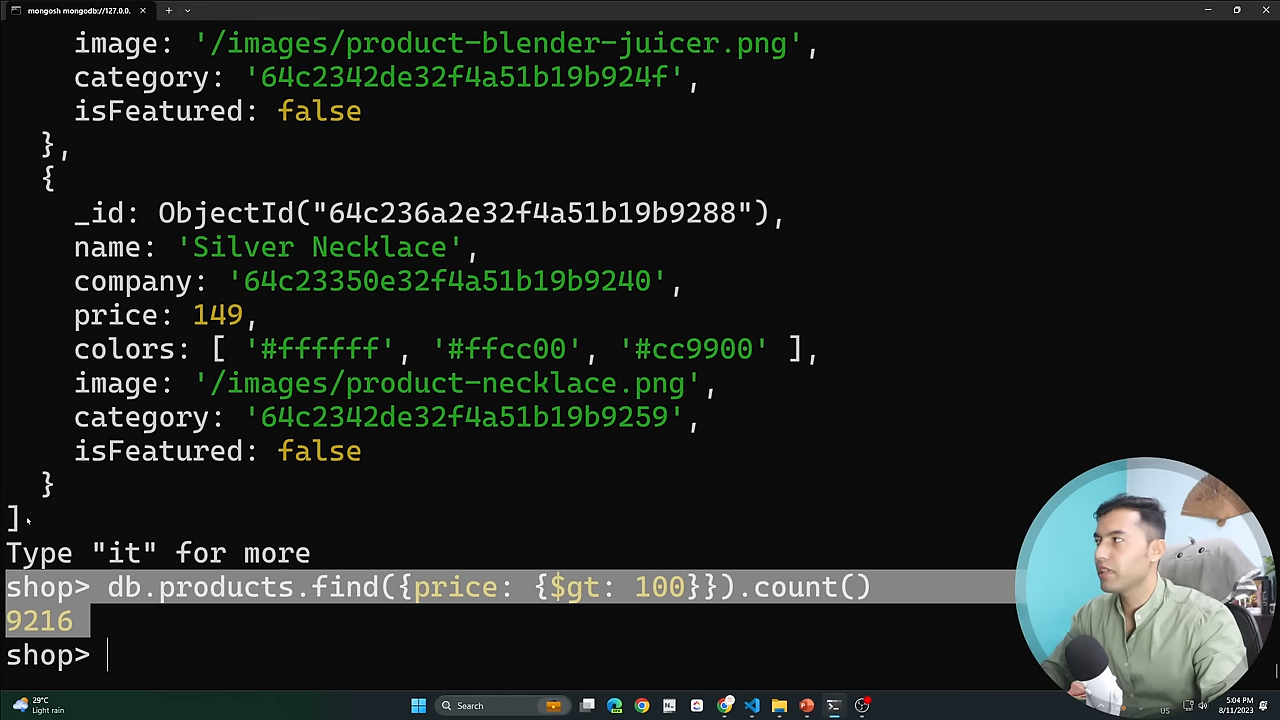 mongosh mongodb://127.0.0.
image: '/images/product-blender-juicer.png',
category: '64c2342de32f4a51b19b924f',
isFeatured: false
},
{
_id: ObjectId("64c236a2e32f4a51b19b9288"),
name: 'Silver Necklace',
company: '64c23350e32f4a51b19b9240',
price: 149,
colors: [ '#ffffff', '#ffcc00', '#cc9900' ],
image: '/images/product-necklace.png',
category: '64c2342de32f4a51b19b9259',
isFeatured: false
}
]
Type "it" for more
shop> db.products.find({price: {$gt: 100}}).count()
9216
shop>
29°C
Light rain
Search
US
5:04 PM
8/11/2023